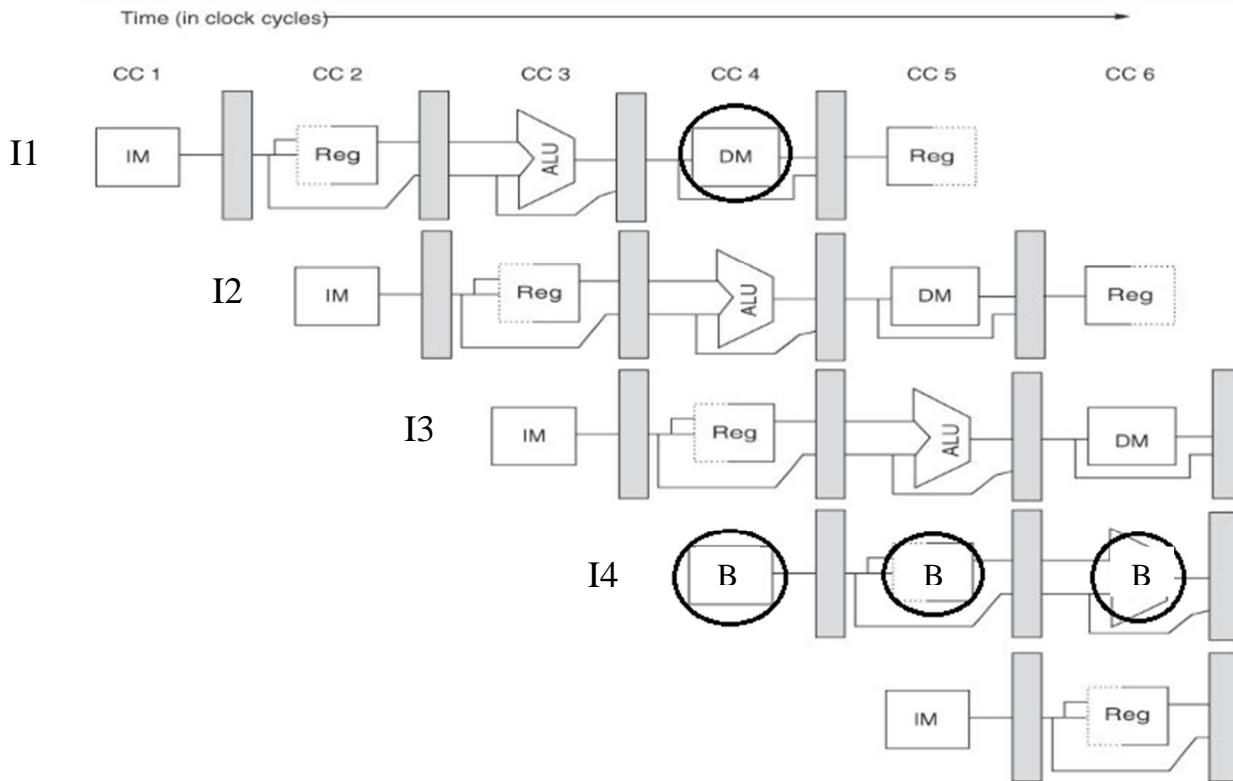 Time (in clock cycles)
CC 1 CC 2 CC 3 CC 4 CC 5 CC 6
I1 IM Reg ALU DM Reg
I2 IM Reg ALU DM Reg
I3 IM Reg ALU DM
I4 B B B
IM Reg